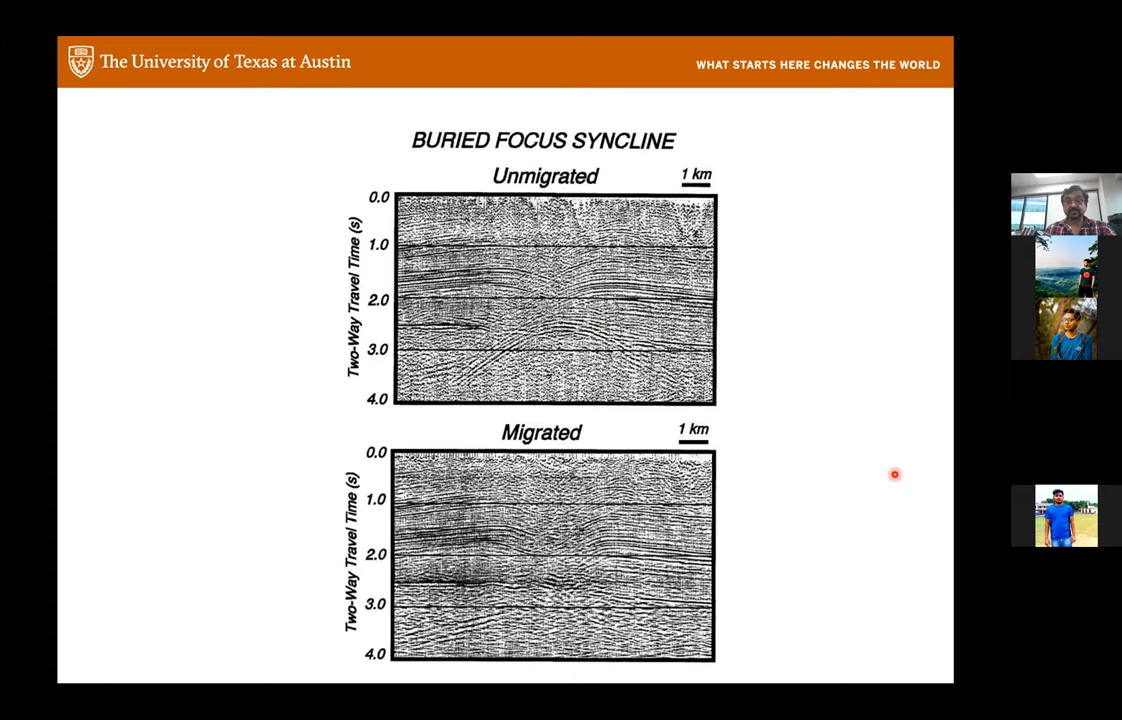 The University of Texas at Austin
WHAT STARTS HERE CHANGES THE WORLD
BURIED FOCUS SYNCLINE
Unmigrated
1 km
0.0
1.0
2.0
3.0
4.0
Two-Way Travel Time (s)
Migrated
1 km
0.0
1.0
2.0
3.0
4.0
Two-Way Travel Time (s)